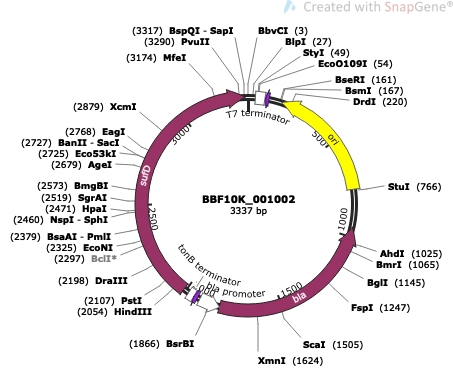 Created with SnapGene®
(3317) BspQI - SapI
(3290) PvuII
(3174) MfeI
BbvCI (3)
BlpI (27)
StyI (49)
EcoO109I (54)
BseRI (161)
BsmI (167)
DrdI (220)
T7 terminator
(2879) XcmI
3000
500
ori
(2768) EagI
(2727) BanII - SacI
(2725) Eco53kI
(2679) AgeI
sufD
(2573) BmgBI
(2519) SgrAI
(2471) HpaI
(2460) NspI - SphI
(2379) BsaAI - PmlI
(2325) EcoNI
(2297) BclI*
(2198) DraIII
(2107) PstI
(2054) HindIII
2500
BBF10K_001002
3337 bp
StuI (766)
1000
AhdI (1025)
BmrI (1065)
BglI (1145)
FspI (1247)
tonB terminator
bla promoter
1500
bla
(1866) BsrBI
ScaI (1505)
XmnI (1624)